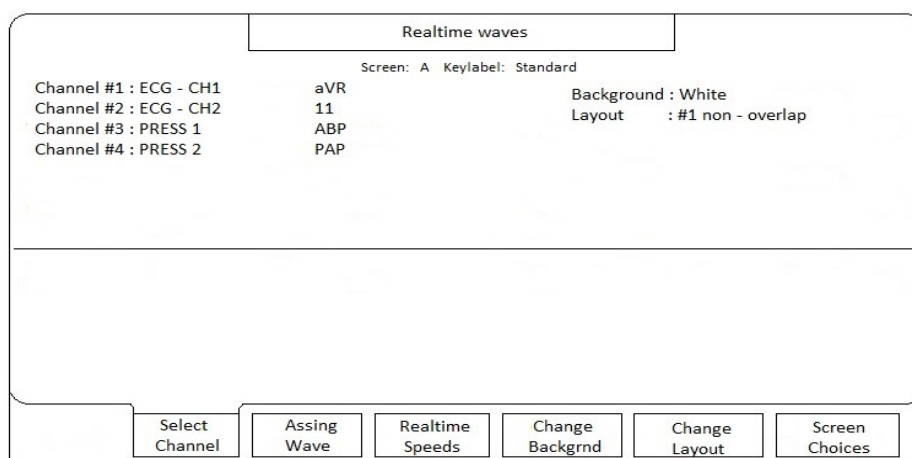 Realtime waves
Screen: A Keylabel: Standard
Channel #1 : ECG - CH1 aVR
Channel #2 : ECG - CH2 11
Channel #3 : PRESS 1 ABP
Channel #4 : PRESS 2 PAP
Background : White
Layout : #1 non - overlap
Select
Channel
Assing
Wave
Realtime
Speeds
Change
Backgrnd
Change
Layout
Screen
Choices